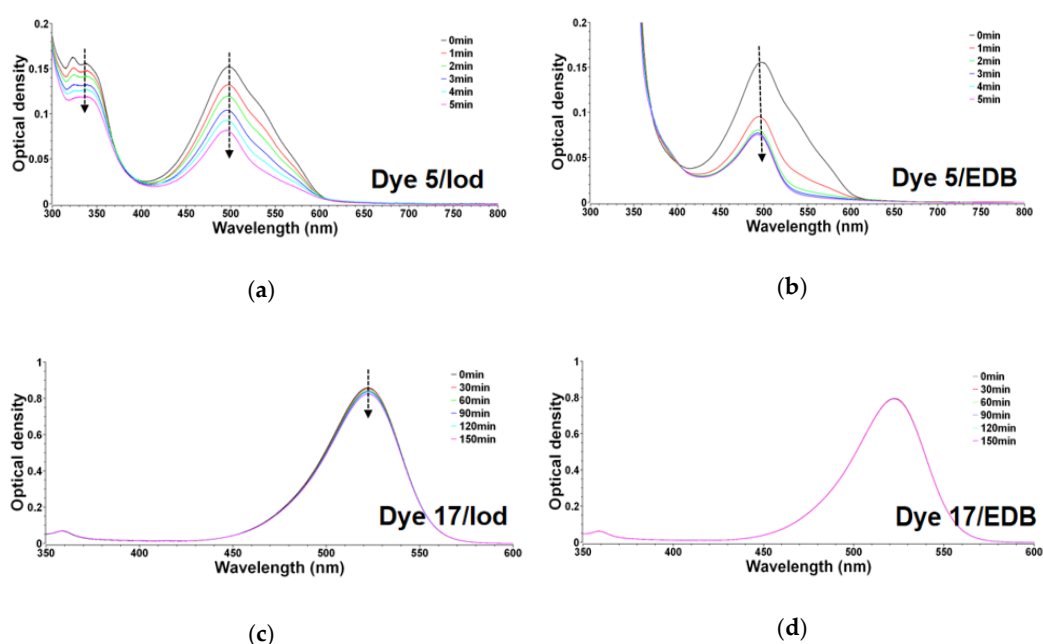 0.2
0.15
0.1
0.05
0
Optical density
300 350 400 450 500 550 600 650 700 750 800
Wavelength (nm)
0min
1min
2min
3min
4min
5min
Dye 5/Iod
(a)
0.2
0.15
0.1
0.05
0
Optical density
300 350 400 450 500 550 600 650 700 750 800
Wavelength (nm)
0min
1min
2min
3min
4min
5min
Dye 5/EDB
(b)
1
0.8
0.6
0.4
0.2
0
Optical density
350 400 450 500 550 600
Wavelength (nm)
0min
30min
60min
90min
120min
150min
Dye 17/Iod
(c)
1
0.8
0.6
0.4
0.2
0
Optical density
350 400 450 500 550 600
Wavelength (nm)
0min
30min
60min
90min
120min
150min
Dye 17/EDB
(d)